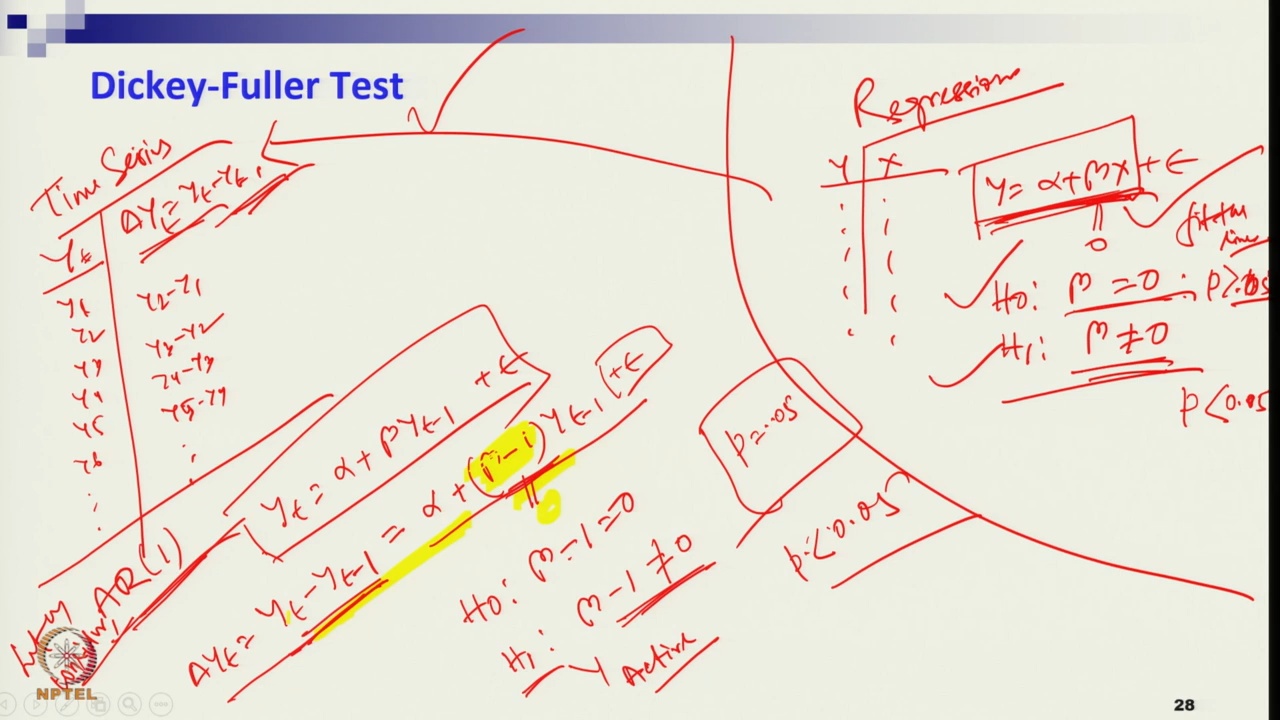 Dickey-Fuller Test
Time Series
Yt
ΔYt = Yt - Yt-1
Y1
Y2
Y3
Y4
Y5
Y6
Y2-Y1
Y3-Y2
Y4-Y3
Y5-Y4
AR(1)
Yt = α + βYt-1 + ε
ΔYt = Yt - Yt-1 = α + (β-1)Yt-1 + ε
0
H0: β-1=0
H1: β-1≠0
Active
p=.05
p<0.05
Regression
Y X
Y = α+βX + ε
0
line
H0: β=0 :
H1: β≠0
p<0.05
NPTEL
28